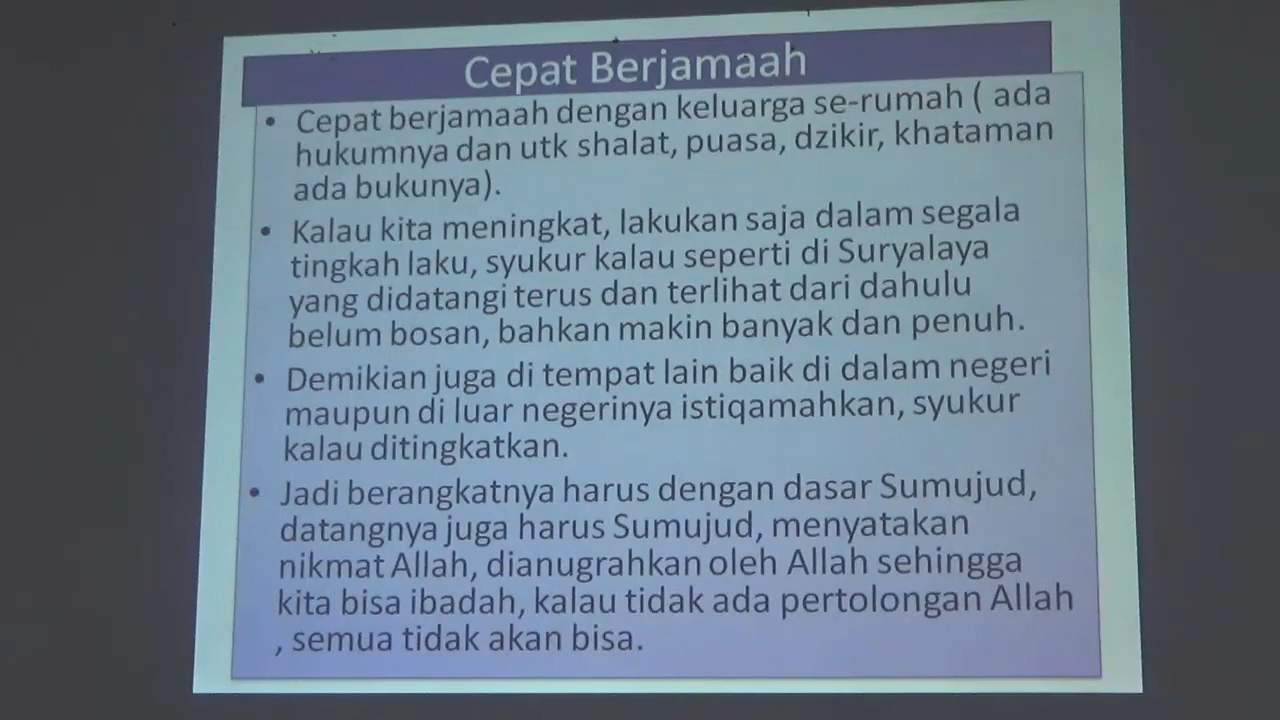 Cepat Berjamaah
• Cepat berjamaah dengan keluarga se-rumah ( ada
hukumnya dan utk shalat, puasa, dzikir, khataman
ada bukunya).
• Kalau kita meningkat, lakukan saja dalam segala
tingkah laku, syukur kalau seperti di Suryalaya
yang didatangi terus dan terlihat dari dahulu
belum bosan, bahkan makin banyak dan penuh.
• Demikian juga di tempat lain baik di dalam negeri
maupun di luar negerinya istiqamahkan, syukur
kalau ditingkatkan.
• Jadi berangkatnya harus dengan dasar Sumujud,
datangnya juga harus Sumujud, menyatakan
nikmat Allah, dianugrahkan oleh Allah sehingga
kita bisa ibadah, kalau tidak ada pertolongan Allah
, semua tidak akan bisa.